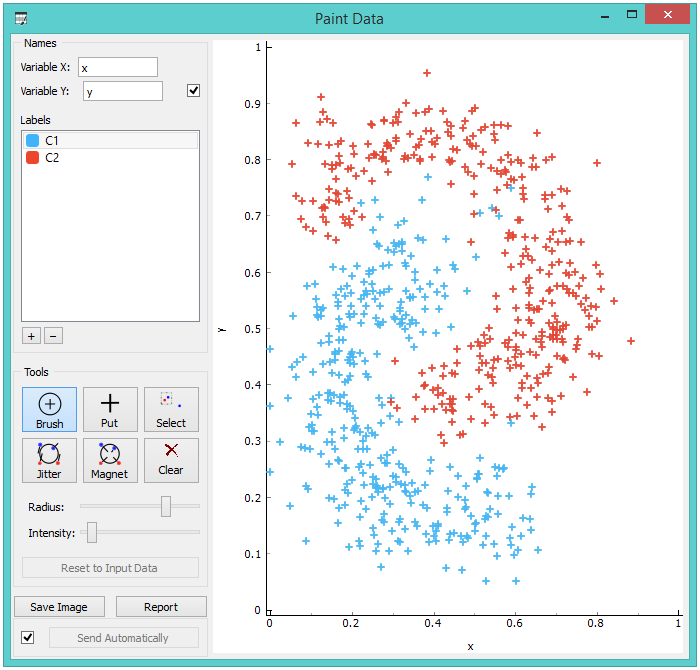 Paint Data
Names
Variable X: x
Variable Y: y
Labels
C1
C2
+ −
Tools
Brush Put Select
Jitter Magnet Clear
Radius:
Intensity:
Reset to Input Data
Save Image Report
Send Automatically
1
0.9
0.8
0.7
0.6
0.5
0.4
0.3
0.2
0.1
0
y
0 0.2 0.4 0.6 0.8 1
x